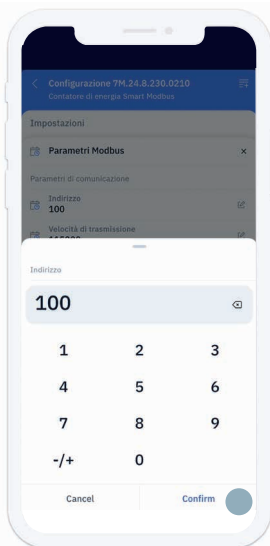 Configurazione 7M.24.8.230.0210
Contatore di energia Smart Modbus
Impostazioni
Parametri Modbus
Parametri di comunicazione
Indirizzo
100
Velocità di trasmissione
Indirizzo
100
1 2 3
4 5 6
7 8 9
-/+ 0
Cancel Confirm